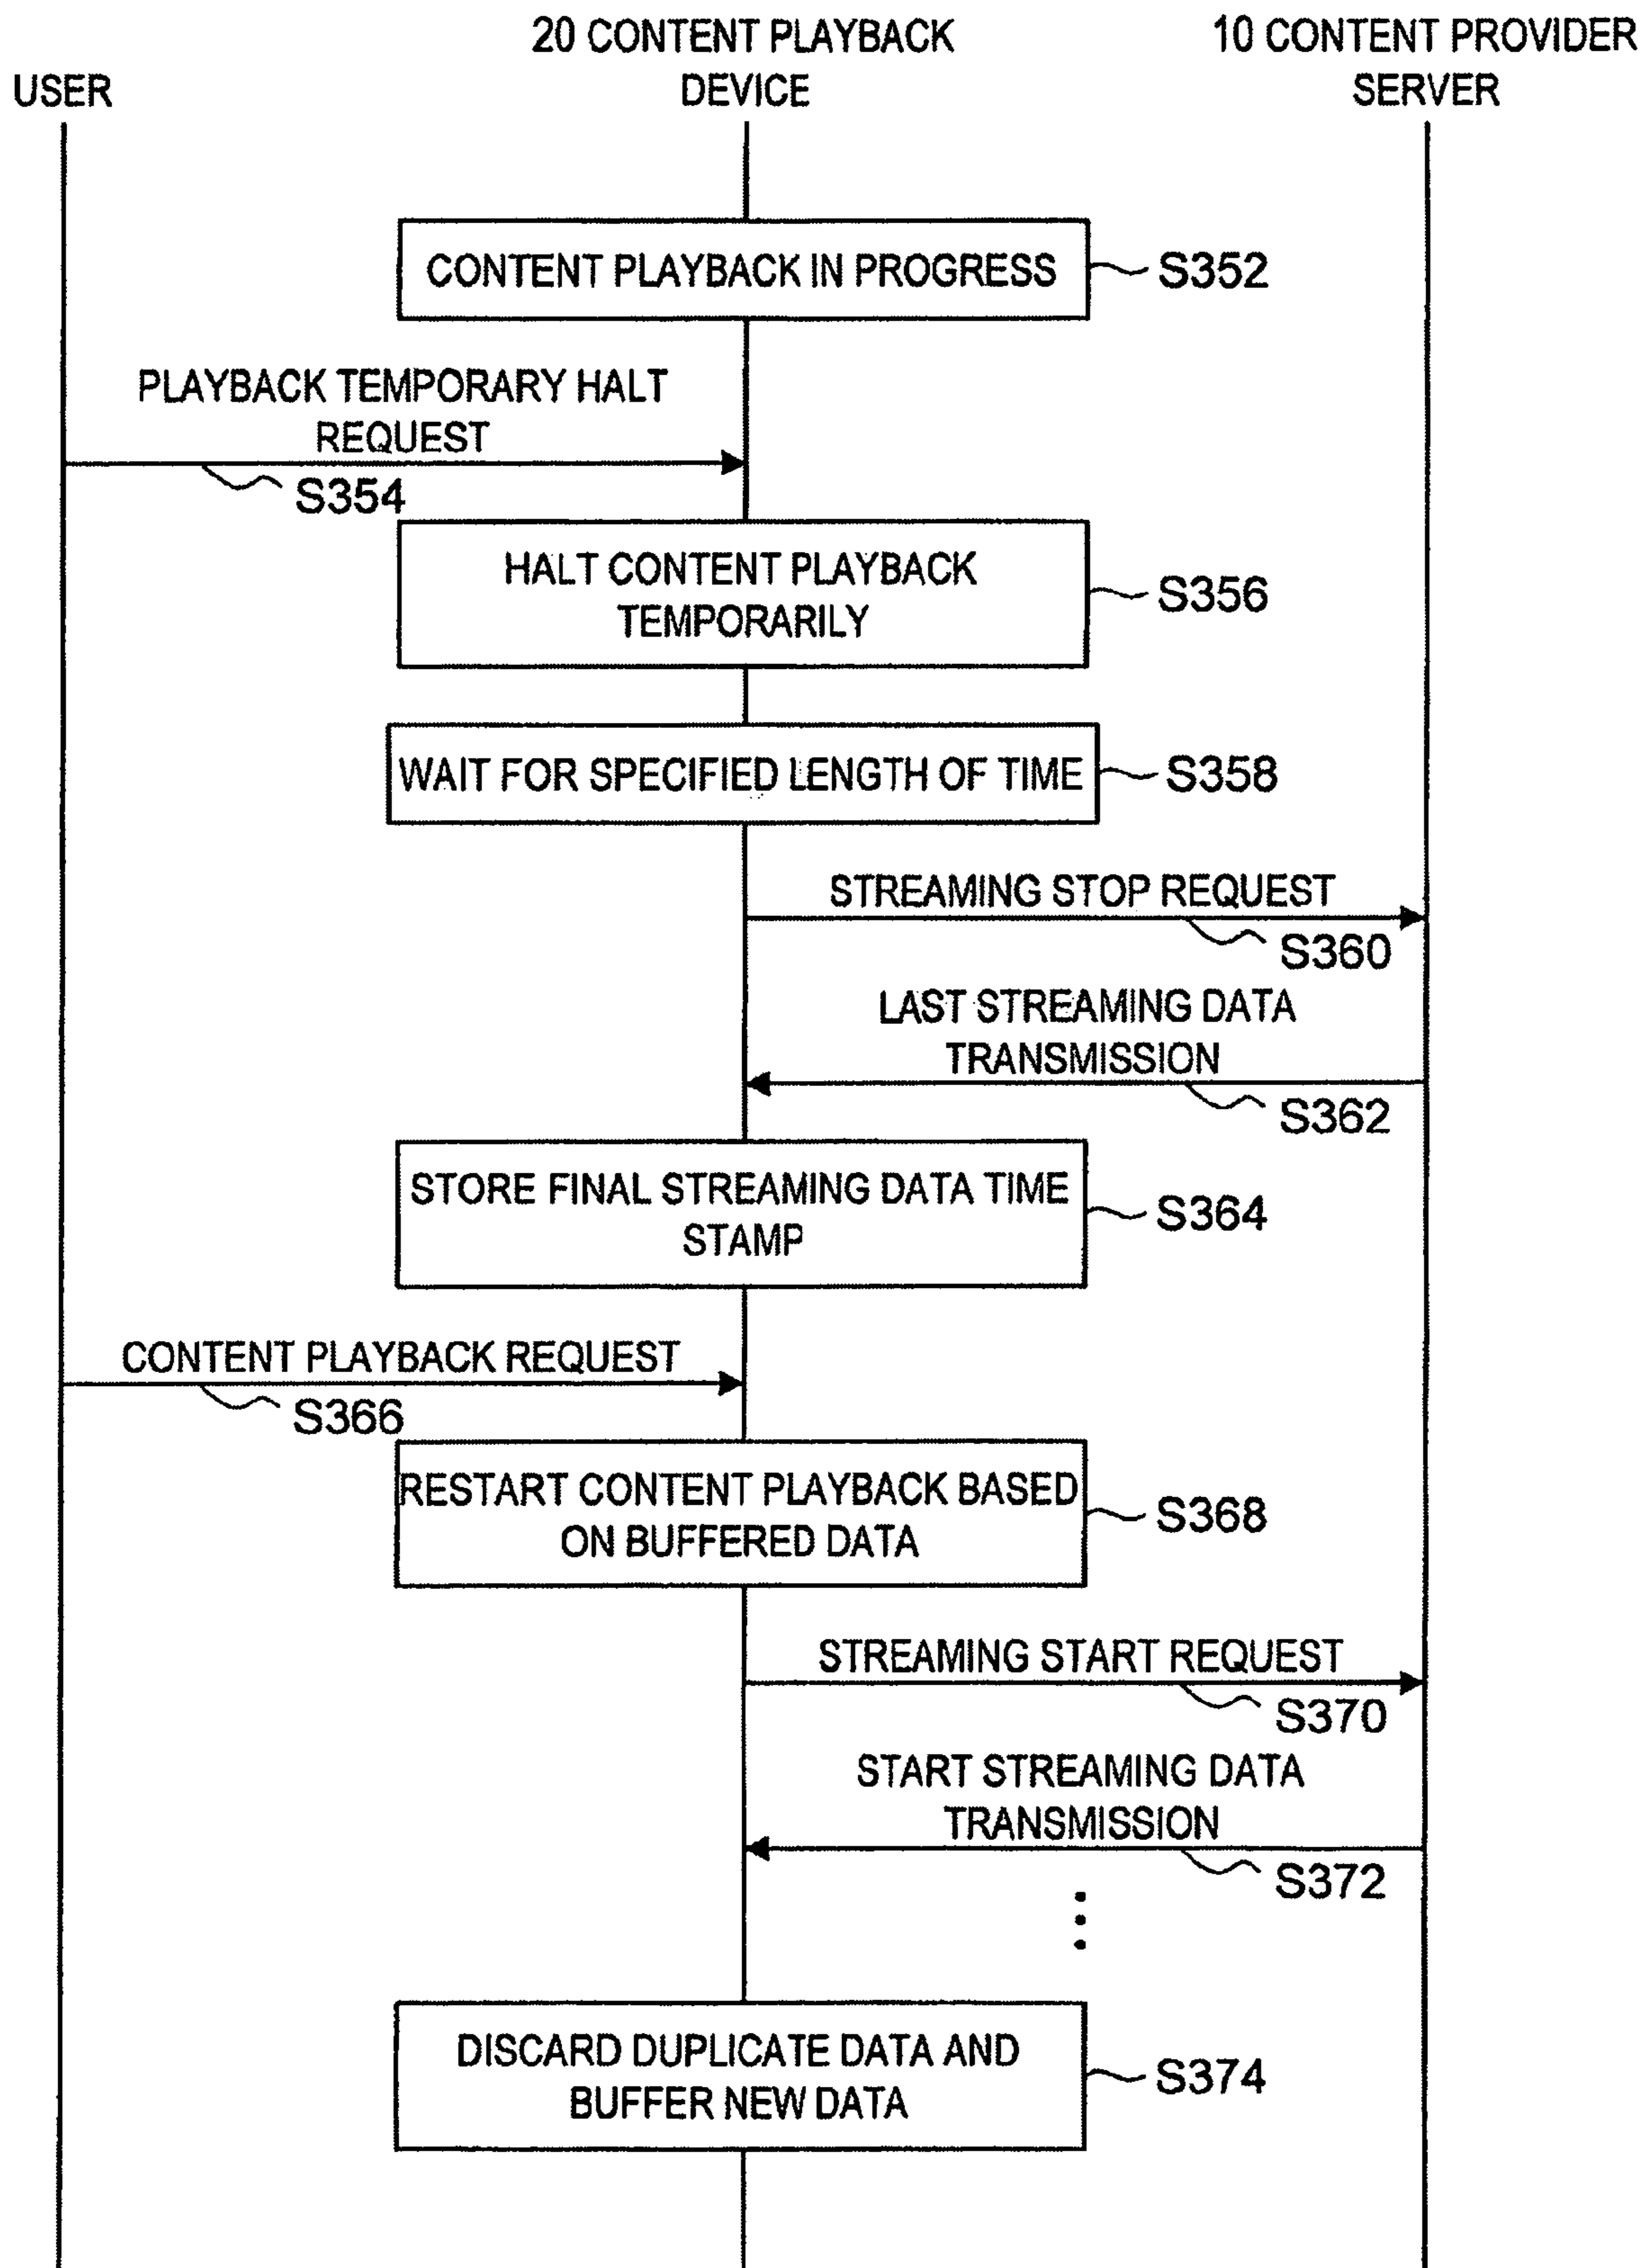 20 CONTENT PLAYBACK
DEVICE
10 CONTENT PROVIDER
SERVER
USER
CONTENT PLAYBACK IN PROGRESS
S352
PLAYBACK TEMPORARY HALT
REQUEST
S354
HALT CONTENT PLAYBACK
TEMPORARILY
S356
WAIT FOR SPECIFIED LENGTH OF TIME
S358
STREAMING STOP REQUEST
S360
LAST STREAMING DATA
TRANSMISSION
S362
STORE FINAL STREAMING DATA TIME
STAMP
S364
CONTENT PLAYBACK REQUEST
S366
RESTART CONTENT PLAYBACK BASED
ON BUFFERED DATA
S368
STREAMING START REQUEST
S370
START STREAMING DATA
TRANSMISSION
S372
DISCARD DUPLICATE DATA AND
BUFFER NEW DATA
S374